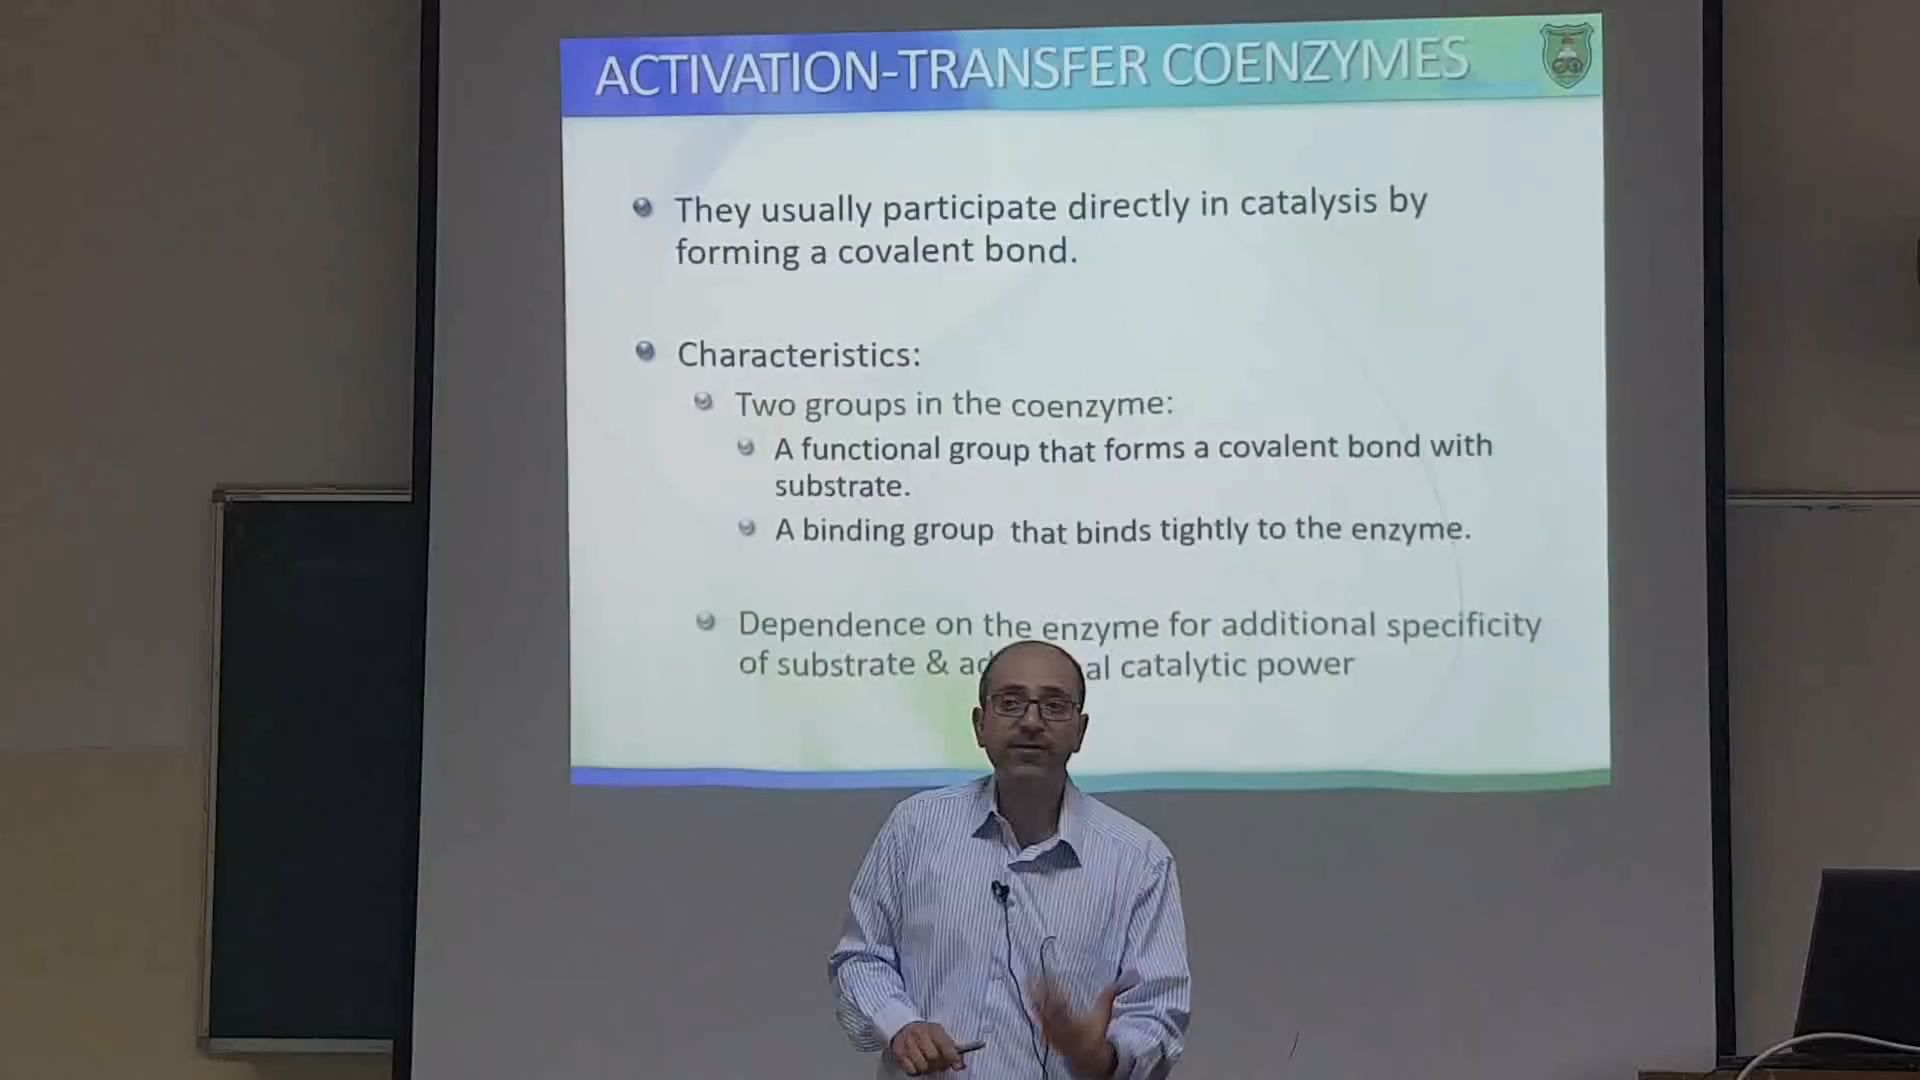 ACTIVATION-TRANSFER COENZYMES
They usually participate directly in catalysis by
forming a covalent bond.
Characteristics:
Two groups in the coenzyme:
A functional group that forms a covalent bond with
substrate.
A binding group that binds tightly to the enzyme.
Dependence on the enzyme for additional specificity
of substrate & ad al catalytic power